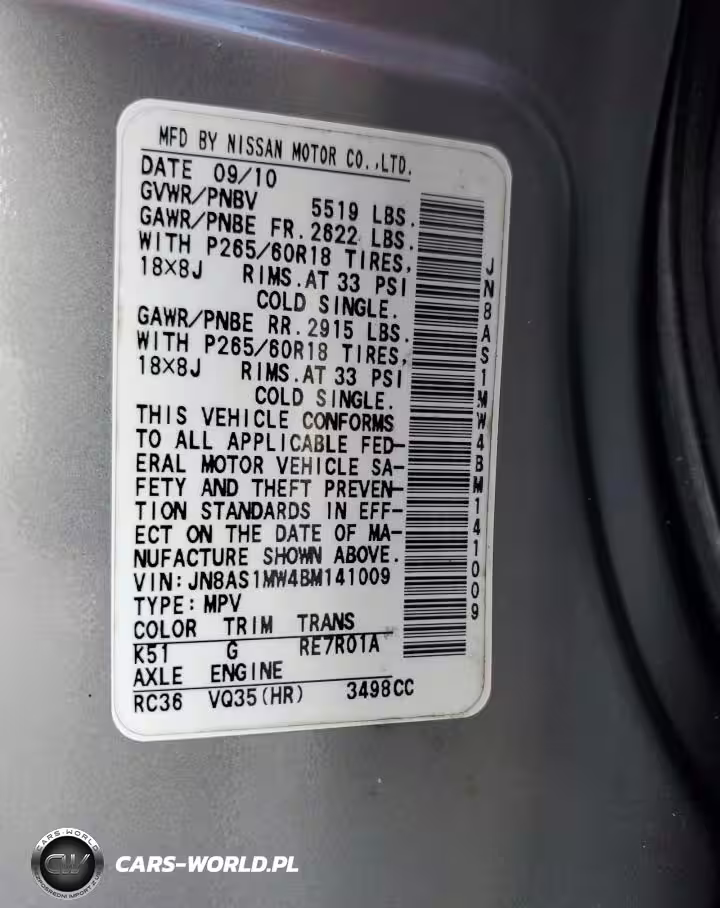 MFD BY NISSAN MOTOR CO.,LTD.
DATE 09/10
GVWR/PNBV 5519 LBS.
GAWR/PNBE FR. 2622 LBS.
WITH P265/60R18 TIRES,
18×8J RIMS.AT 33 PSI
COLD SINGLE.
GAWR/PNBE RR. 2915 LBS.
WITH P265/60R18 TIRES,
18×8J RIMS.AT 33 PSI
COLD SINGLE.
THIS VEHICLE CONFORMS
TO ALL APPLICABLE FED-
ERAL MOTOR VEHICLE SA-
FETY AND THEFT PREVEN-
TION STANDARDS IN EFF-
ECT ON THE DATE OF MA-
NUFACTURE SHOWN ABOVE.
VIN:JN8AS1MW4BM141009
TYPE:MPV
COLOR TRIM TRANS
K51 G RE7R01A
AXLE ENGINE
RC36 VQ35(HR) 3498CC
JN8AS1MW4BM141009
CARS-WORLD
CW
CARS-WORLD.PL